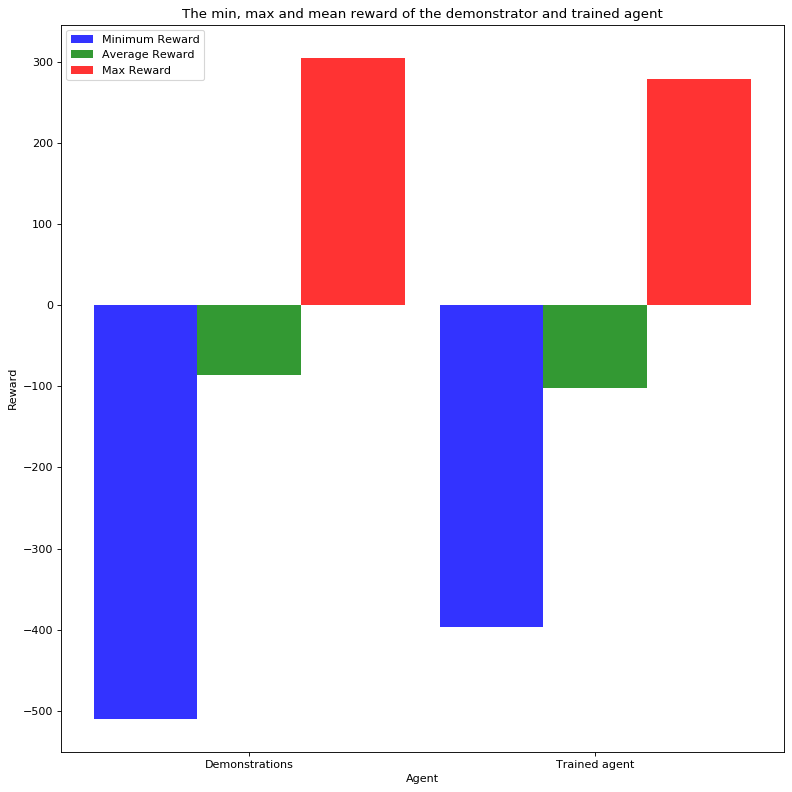 The min, max and mean reward of the demonstrator and trained agent
Minimum Reward
Average Reward
Max Reward
300
200
100
0
−100
−200
−300
−400
−500
Reward
Demonstrations
Trained agent
Agent